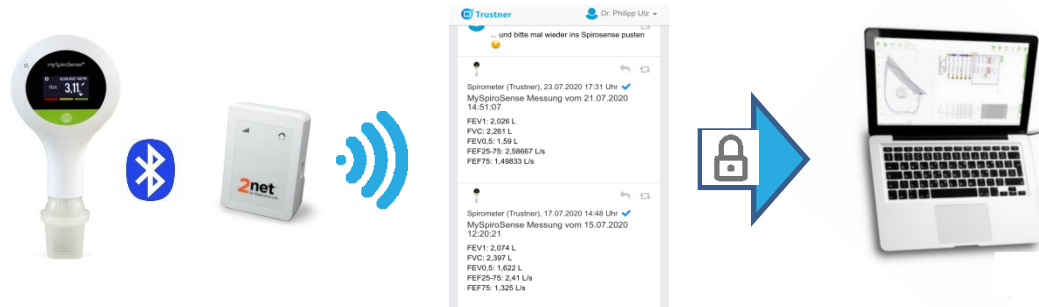 mySpiroSense®
3,11
2net
Trustner
Dr. Philipp Utz
... und bitte mal wieder ins Spirosense pusten
Spirometer (Trustner), 23.07.2020 17:31 Uhr
MySpiroSense Messung vom 21.07.2020
14:51:07
FEV1: 2,026 L
FVC: 2,261 L
FEV0,5: 1,59 L
FEF25-75: 2,58667 L/s
FEF75: 1,49833 L/s
Spirometer (Trustner), 17.07.2020 14:48 Uhr
MySpiroSense Messung vom 15.07.2020
12:20:21
FEV1: 2,074 L
FVC: 2,397 L
FEV0,5: 1,622 L
FEF25-75: 2,41 L/s
FEF75: 1,325 L/s